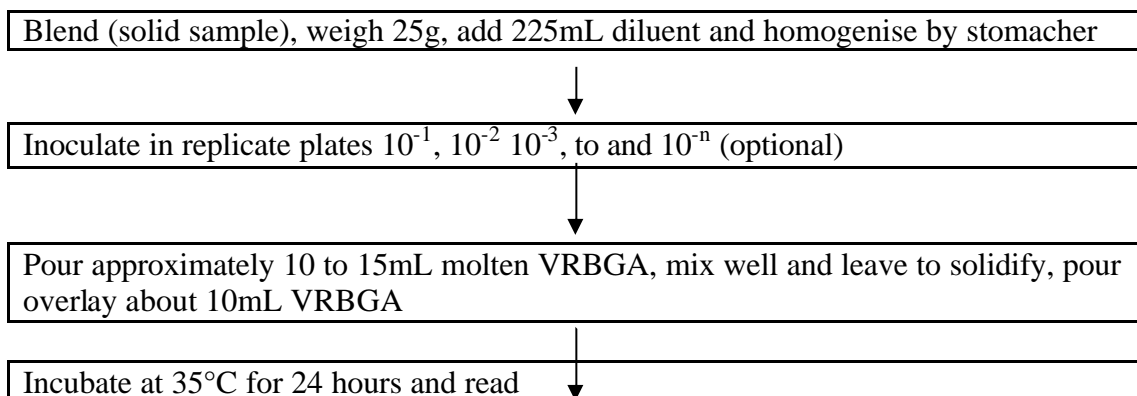 Blend (solid sample), weigh 25g, add 225mL diluent and homogenise by stomacher
Inoculate in replicate plates 10⁻¹, 10⁻² 10⁻³, to and 10⁻ⁿ (optional)
Pour approximately 10 to 15mL molten VRBGA, mix well and leave to solidify, pour
overlay about 10mL VRBGA
Incubate at 35°C for 24 hours and read